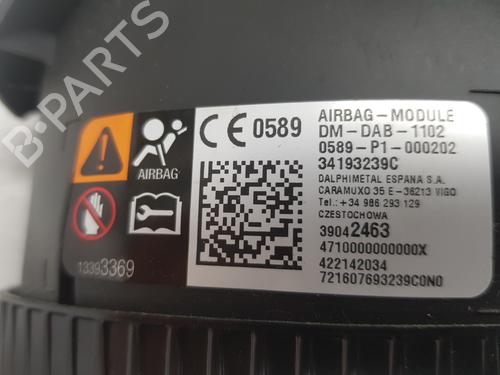 B-PARTS
AIRBAG
13393369
CE 0589
AIRBAG-MODULE
DM-DAB-1102
0589-P1-000202
34193239C
DALPHIMETAL ESPANA S.A.
CARAMUXO 35 E-36213 VIGO
Tel.: +34 986 293 129
CZESTOCHOWA
39042463
4710000000000X
422142034
721607693239C0N0